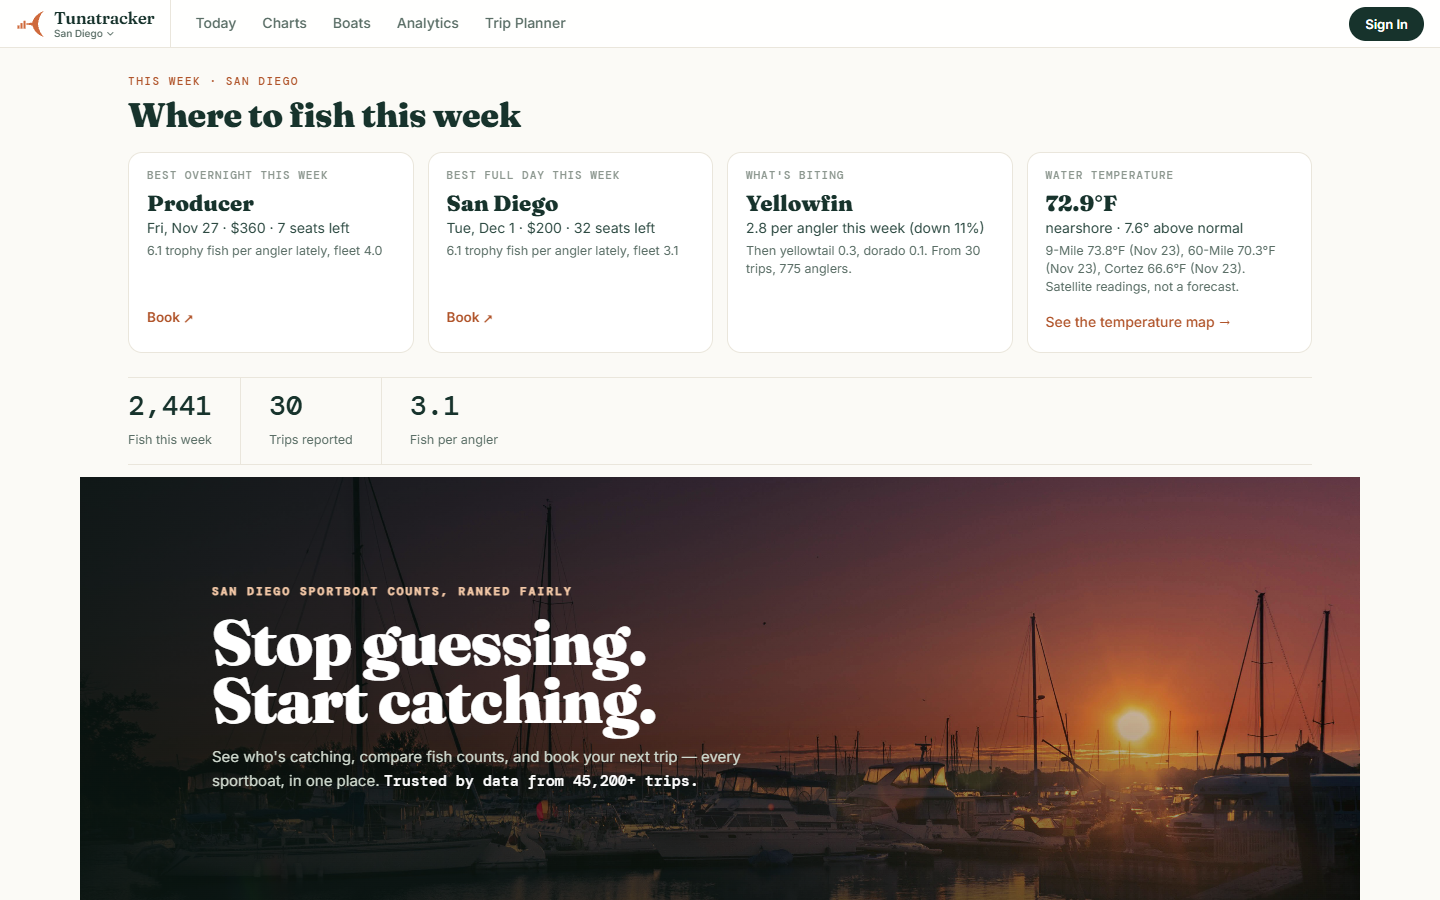 Tunatracker
San Diego
Today
Charts
Boats
Analytics
Trip Planner
Sign In
THIS WEEK · SAN DIEGO
Where to fish this week
BEST OVERNIGHT THIS WEEK
Producer
Fri, Nov 27 · $360 · 7 seats left
6.1 trophy fish per angler lately, fleet 4.0
Book ↗
BEST FULL DAY THIS WEEK
San Diego
Tue, Dec 1 · $200 · 32 seats left
6.1 trophy fish per angler lately, fleet 3.1
Book ↗
WHAT'S BITING
Yellowfin
2.8 per angler this week (down 11%)
Then yellowtail 0.3, dorado 0.1. From 30
trips, 775 anglers.
WATER TEMPERATURE
72.9°F
nearshore · 7.6° above normal
9-Mile 73.8°F (Nov 23), 60-Mile 70.3°F
(Nov 23), Cortez 66.6°F (Nov 23).
Satellite readings, not a forecast.
See the temperature map →
2,441
Fish this week
30
Trips reported
3.1
Fish per angler
SAN DIEGO SPORTBOAT COUNTS, RANKED FAIRLY
Stop guessing.
Start catching.
See who's catching, compare fish counts, and book your next trip — every
sportboat, in one place. Trusted by data from 45,200+ trips.